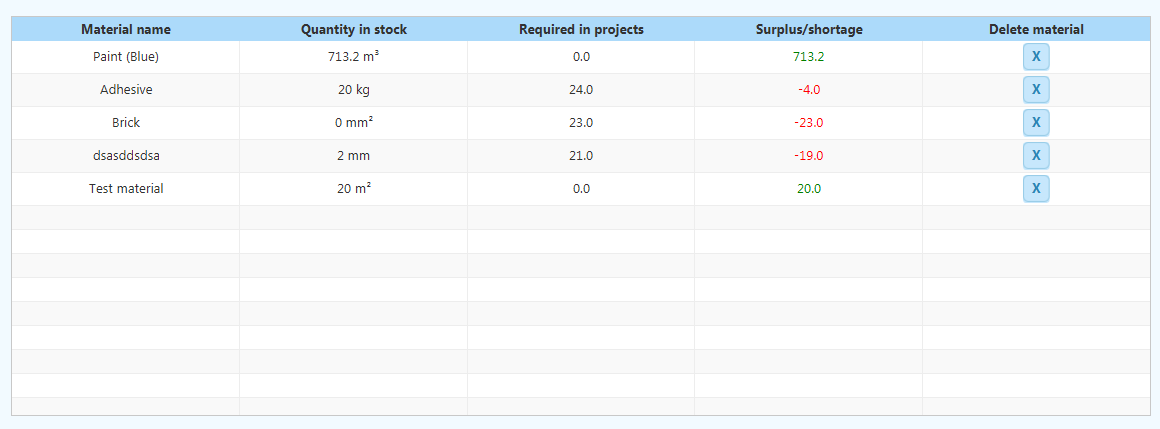 Material name Quantity in stock Required in projects Surplus/shortage Delete material
Paint (Blue) 713.2 m³ 0.0 713.2 X
Adhesive 20 kg 24.0 -4.0 X
Brick 0 mm² 23.0 -23.0 X
dsasddsdsa 2 mm 21.0 -19.0 X
Test material 20 m² 0.0 20.0 X